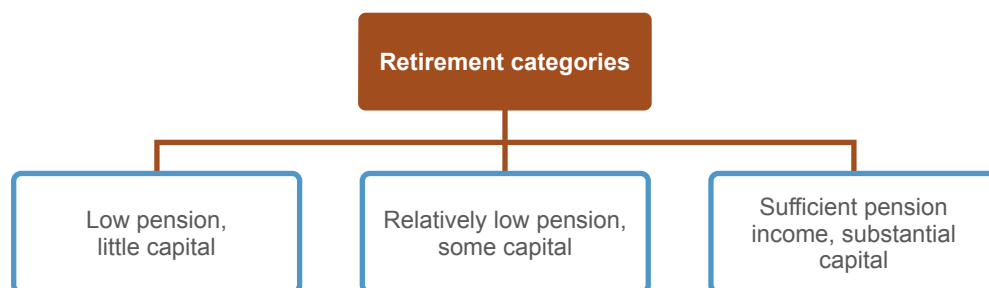 Retirement categories
Low pension,
little capital
Relatively low pension,
some capital
Sufficient pension
income, substantial
capital